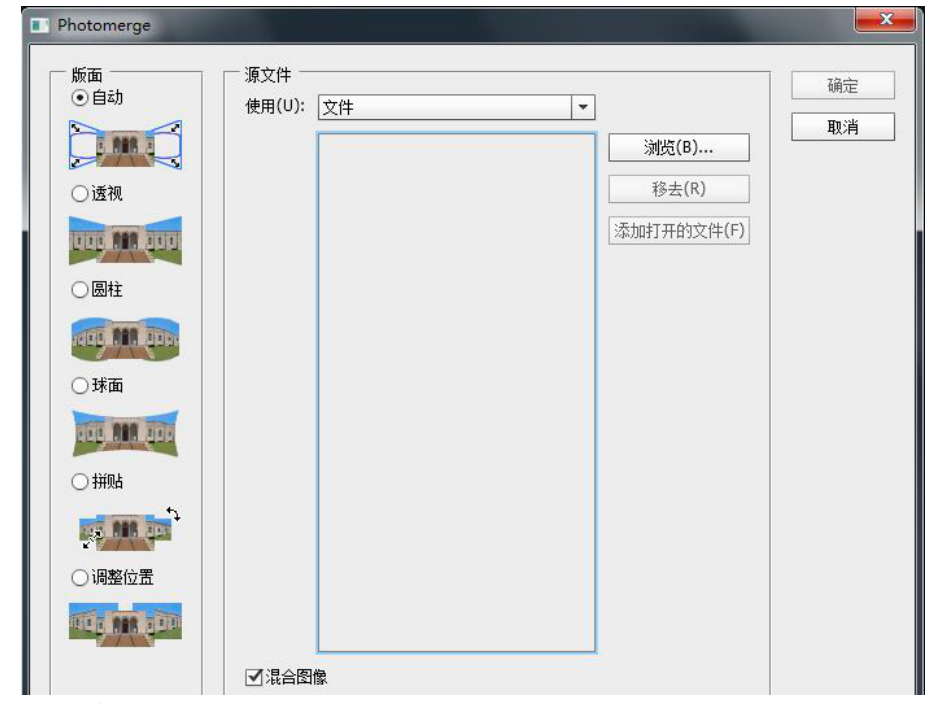 Photomerge
版面
自动
透视
圆柱
球面
拼贴
调整位置
源文件
使用(U): 文件
浏览(B)...
移去(R)
添加打开的文件(F)
混合图像
确定
取消